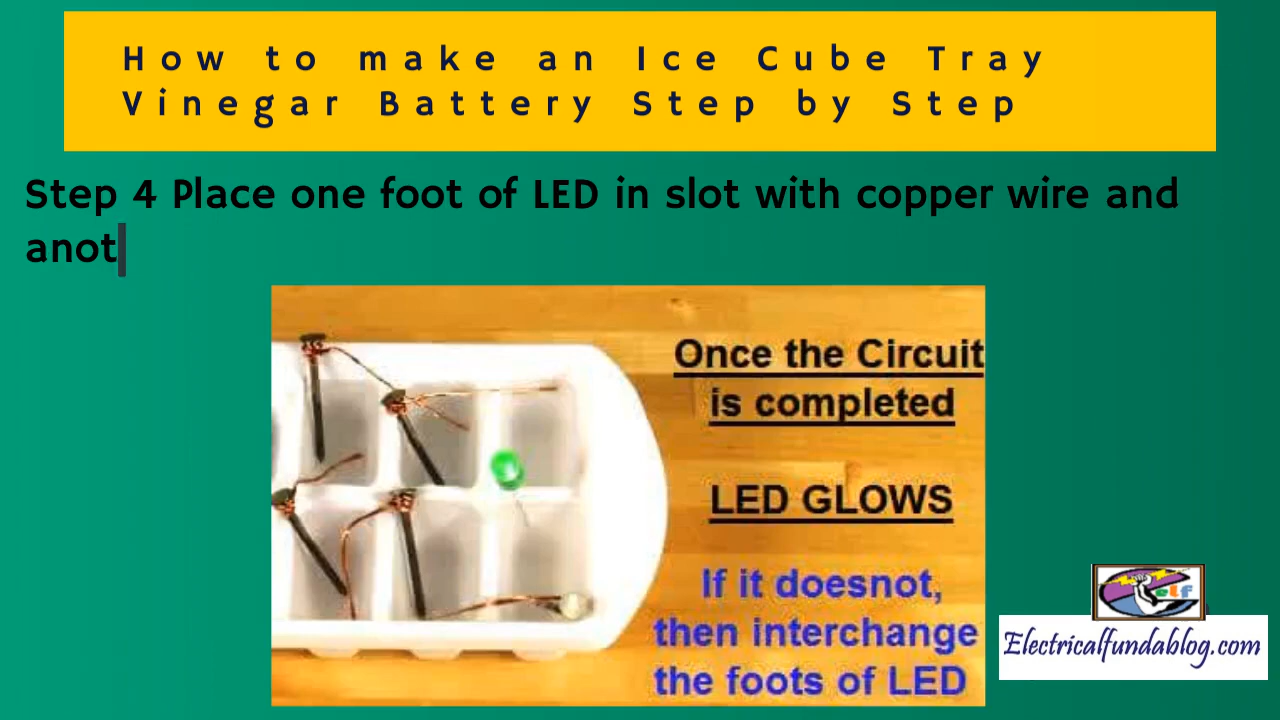 How to make an Ice Cube Tray
Vinegar Battery Step by Step
Step 4 Place one foot of LED in slot with copper wire and
anot
Once the Circuit
is completed
LED GLOWS
If it doesnot,
then interchange
the foots of LED
elf
Electricalfundablog.com